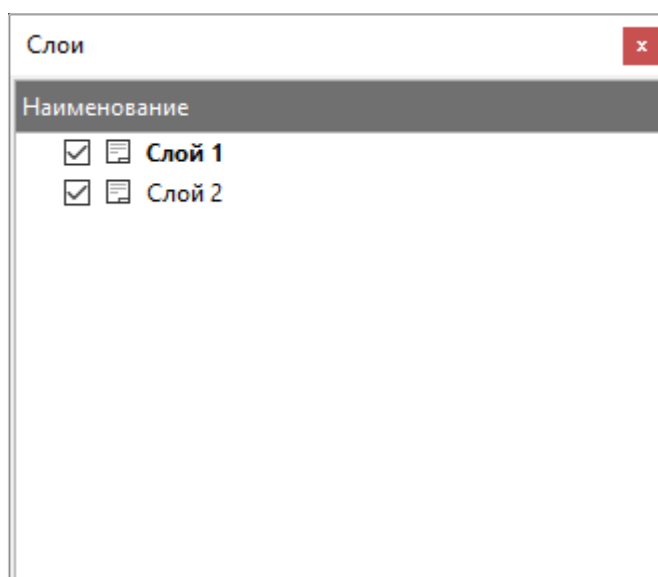 Слои
x
Наименование
Слой 1
Слой 2